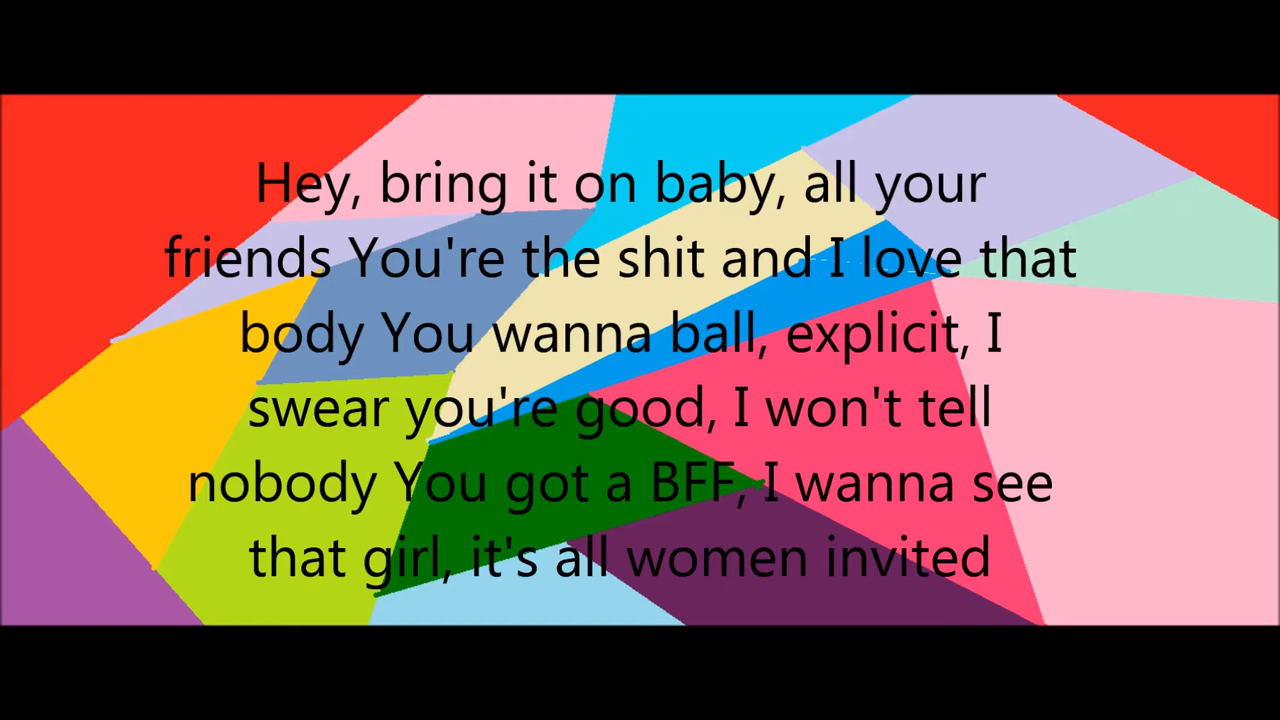 Hey, bring it on baby, all your
friends You're the shit and I love that
body You wanna ball, explicit, I
swear you're good, I won't tell
nobody You got a BFF, I wanna see
that girl, it's all women invited